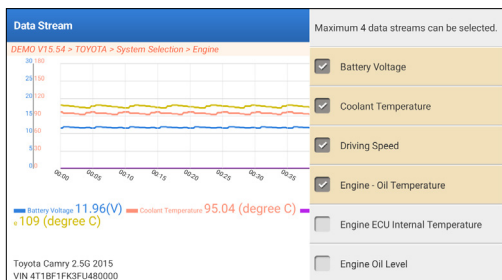 Data Stream
Maximum 4 data streams can be selected.
DEMO V15.54 > TOYOTA > System Selection > Engine
30 180
25 150
20 120
15 90
10 60
5 30
0 0
00:00 00:05 00:10 00:15 00:20 00:25 00:30 00:35
Battery Voltage 11.96(V) Coolant Temperature 95.04 (degree C)
109 (degree C)
Toyota Camry 2.5G 2015
VIN 4T1BF1FK3FU480000
Battery Voltage
Coolant Temperature
Driving Speed
Engine - Oil Temperature
Engine ECU Internal Temperature
Engine Oil Level